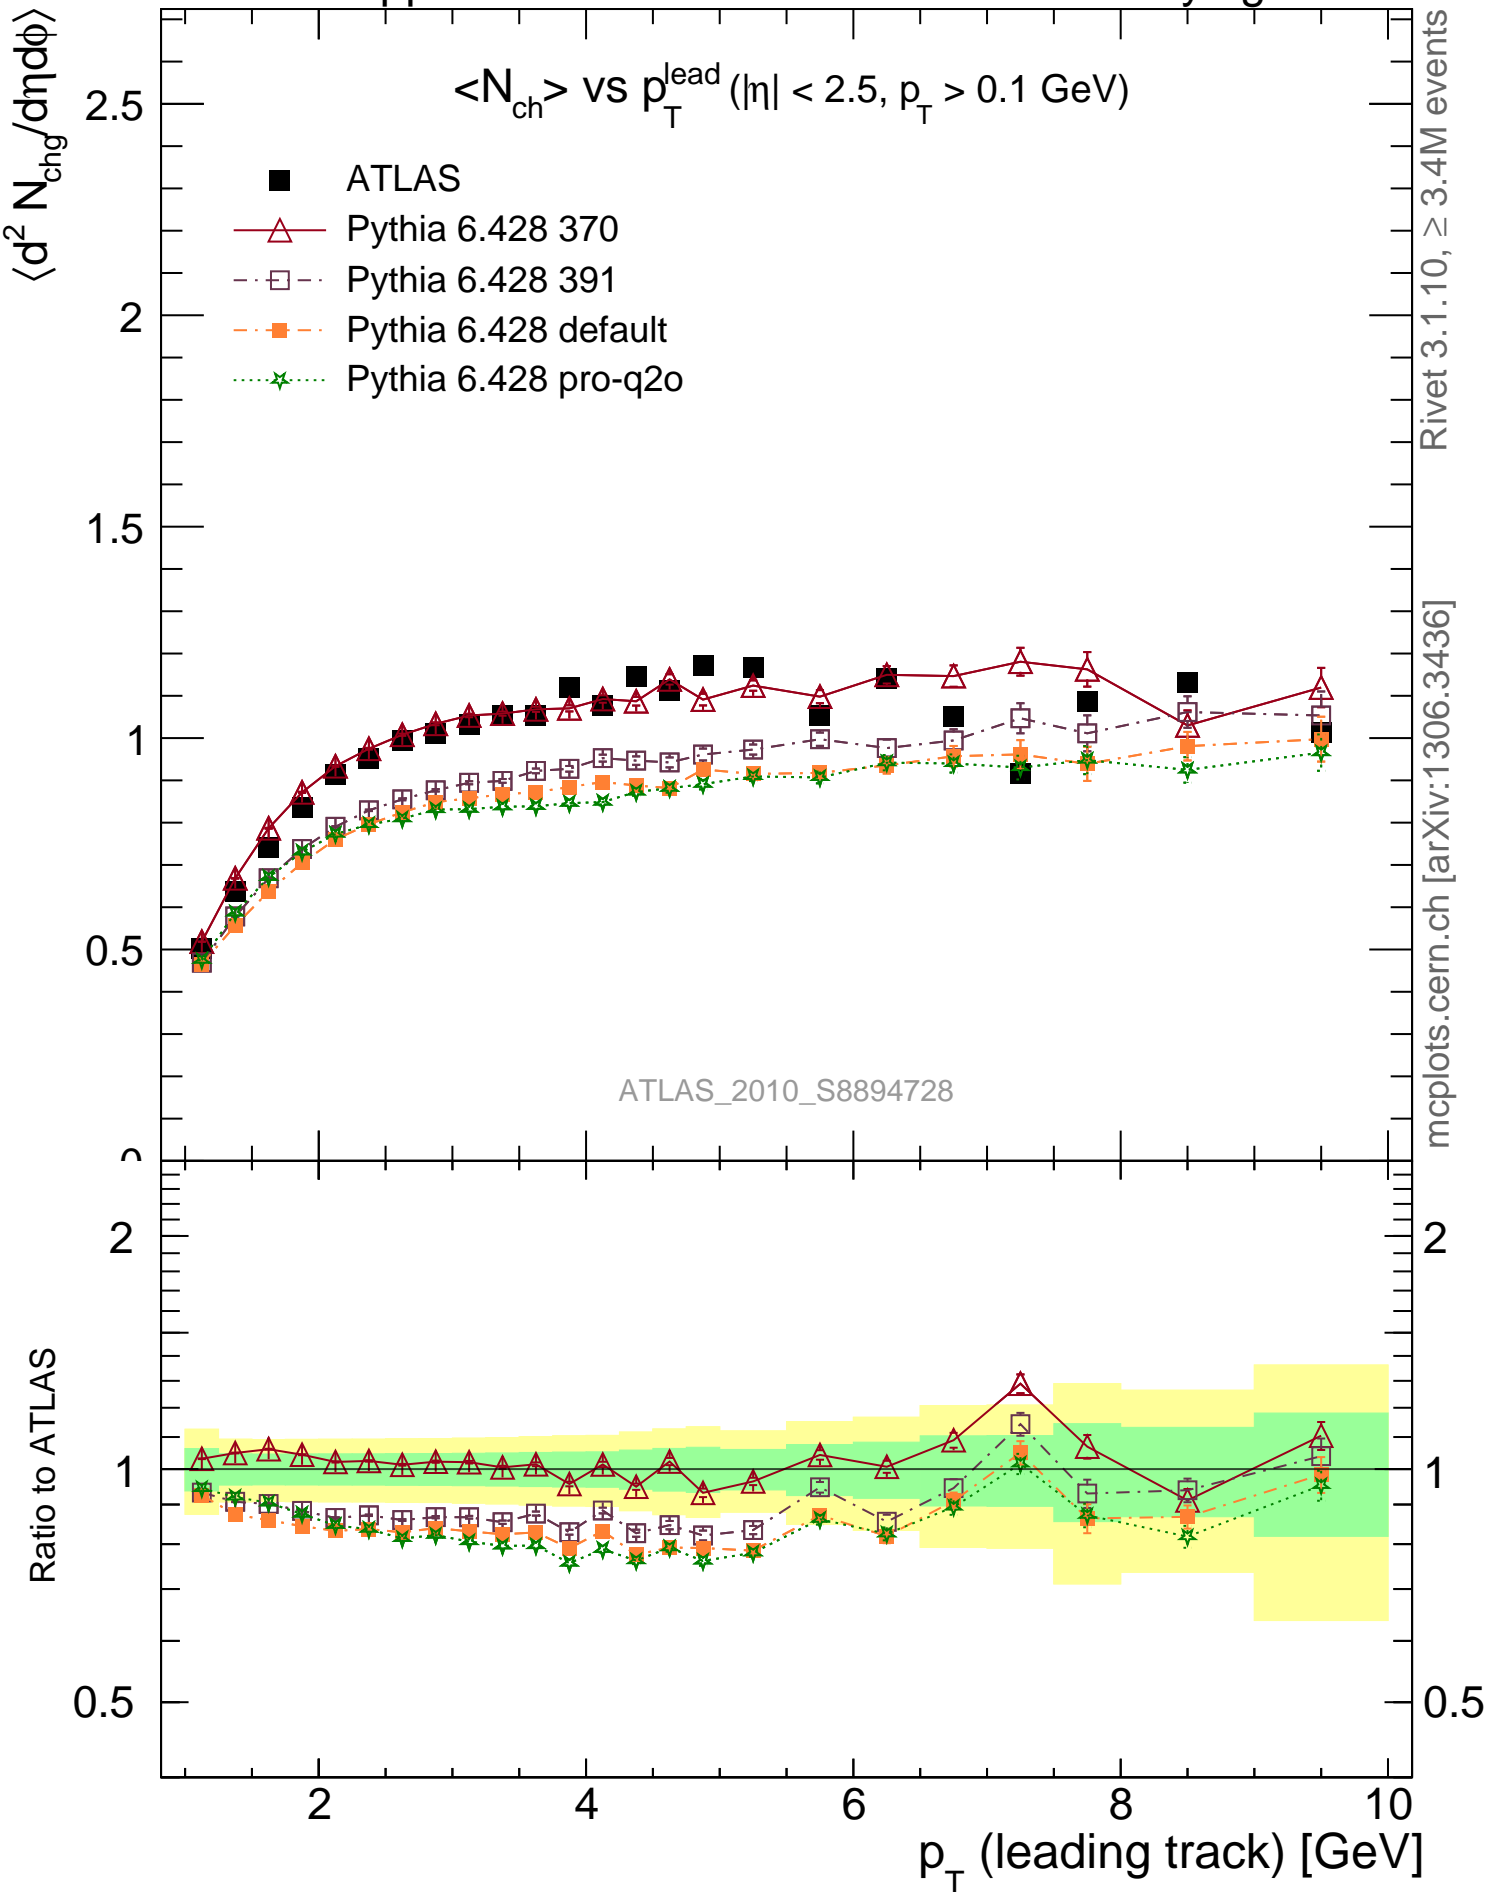 ⟨d² N_chg/dηdϕ⟩
<N_ch> vs p_T^lead (|η| < 2.5, p_T > 0.1 GeV)
ATLAS
Pythia 6.428 370
Pythia 6.428 391
Pythia 6.428 default
Pythia 6.428 pro-q2o
2.5
2
1.5
1
0.5
0
ATLAS_2010_S8894728
Rivet 3.1.10, ≥ 3.4M events
mcplots.cern.ch [arXiv:1306.3436]
Ratio to ATLAS
2
1
0.5
2
1
0.5
2 4 6 8 10
p_T (leading track) [GeV]